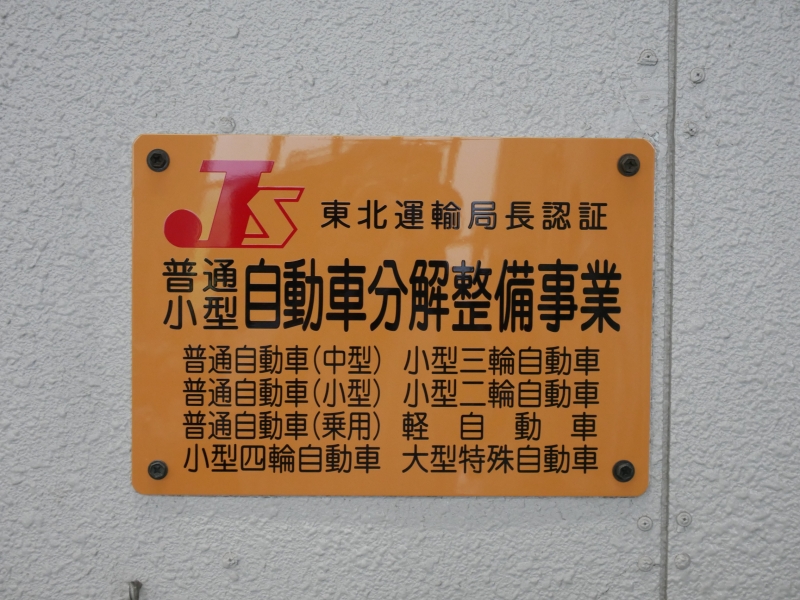 JS 東北運輸局長認証
普通
小型 自動車分解整備事業
普通自動車(中型) 小型三輪自動車
普通自動車(小型) 小型二輪自動車
普通自動車(乗用) 軽自動車
小型四輪自動車 大型特殊自動車